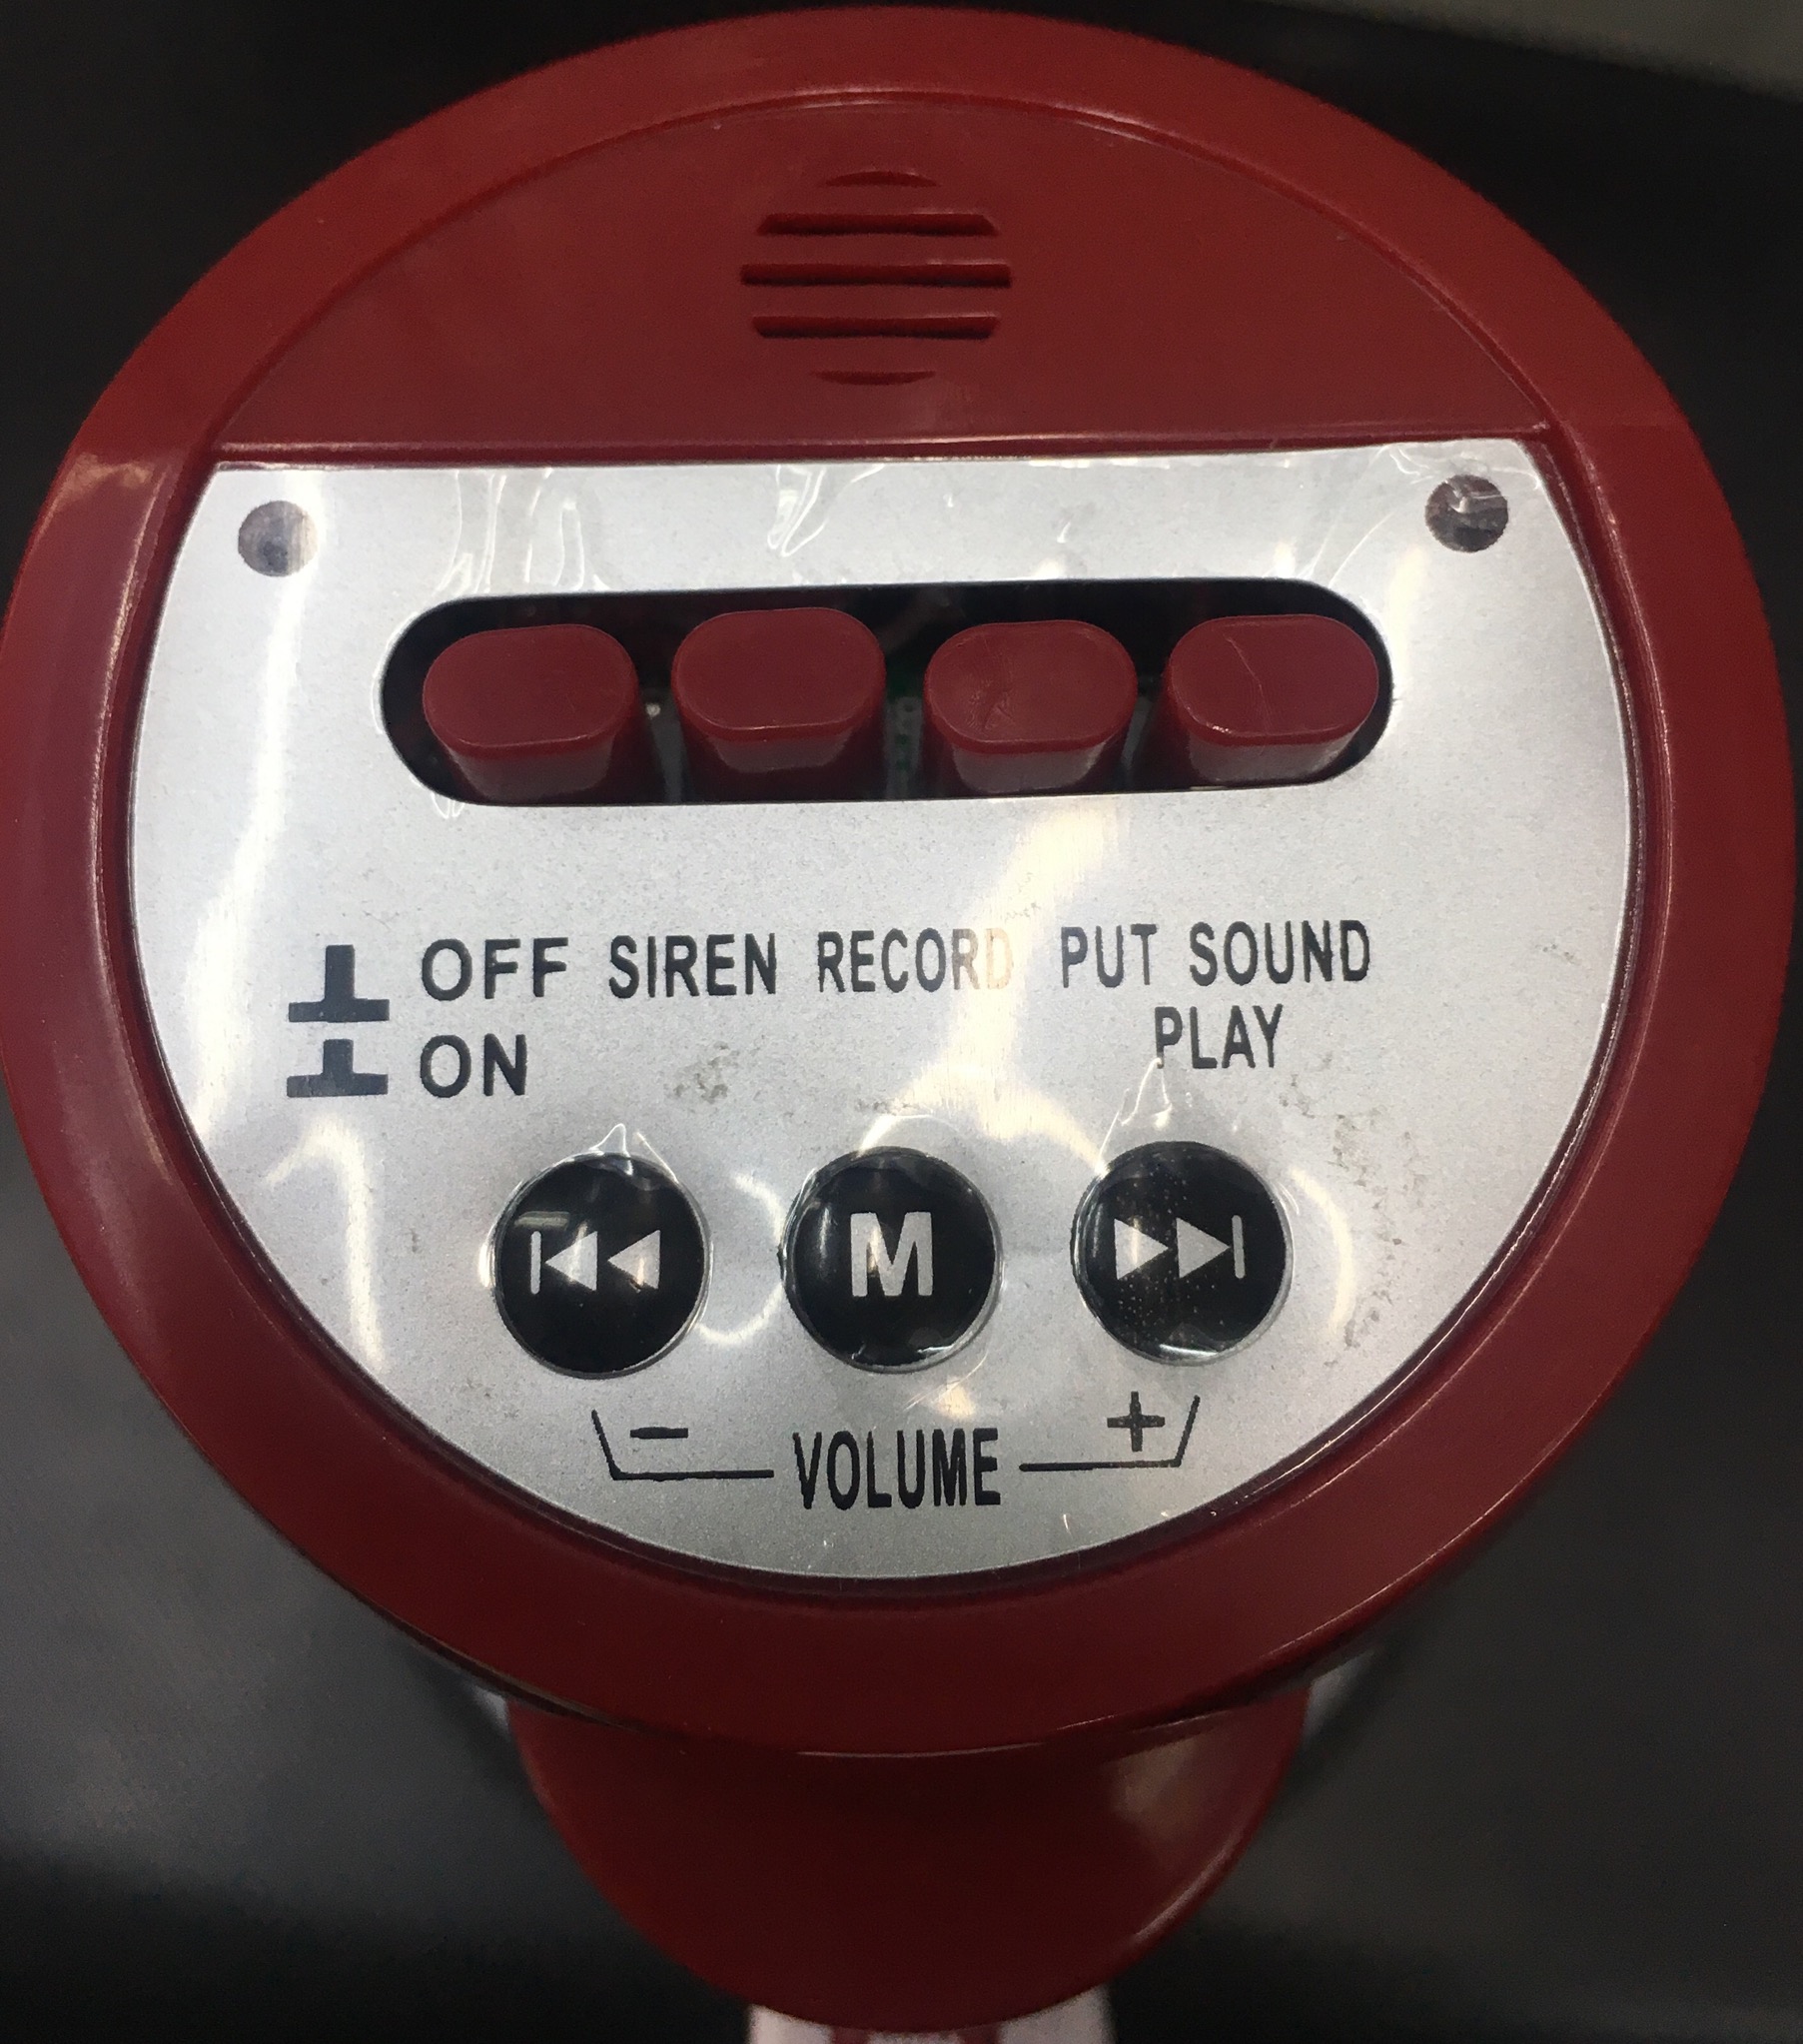 OFF SIREN RECORD PUT SOUND
ON PLAY
M
- VOLUME +